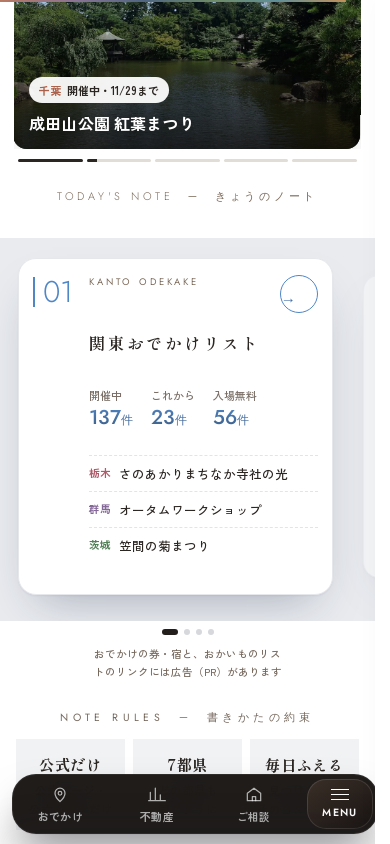 千葉 開催中・11/29まで
成田山公園 紅葉まつり
TODAY'S NOTE — きょうのノート
01
KANTO ODEKAKE
→
関東おでかけリスト
開催中 これから 入場無料
137件 23件 56件
栃木 さのあかりまちなか寺社の光
群馬 オータムワークショップ
茨城 笠間の菊まつり
おでかけの券・宿と、おかいものリス
トのリンクには広告（PR）があります
NOTE RULES — 書きかたの約束
公式だけ 7都県 毎日ふえる
おでかけ 不動産 ご相談 MENU